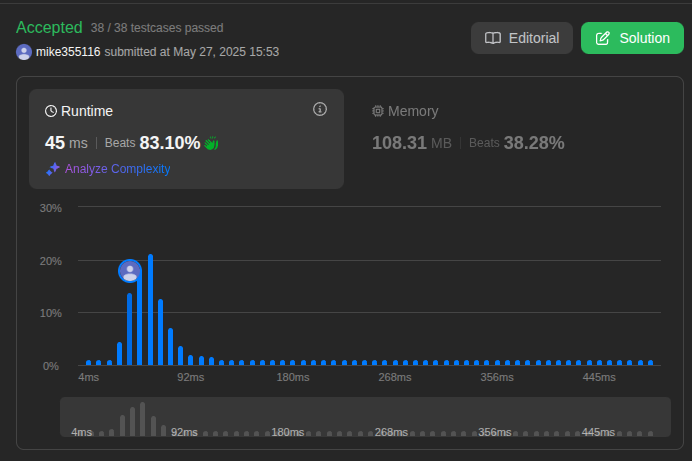 Accepted 38 / 38 testcases passed
mike355116 submitted at May 27, 2025 15:53
Editorial
Solution
Runtime
45 ms | Beats 83.10%
Analyze Complexity
Memory
108.31 MB | Beats 38.28%
30%
20%
10%
0%
4ms 92ms 180ms 268ms 356ms 445ms
4ms 92ms 180ms 268ms 356ms 445ms